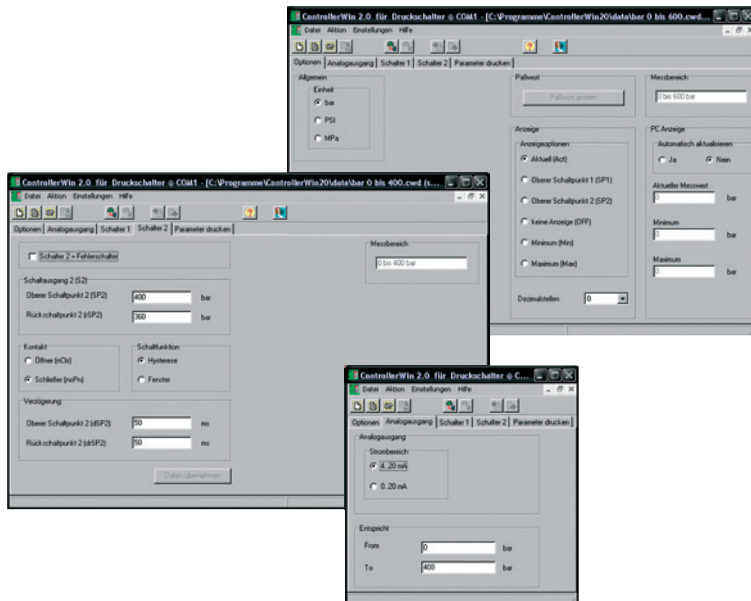 ControllerWin 2.0 für Druckschalter @ COM1 - [C:\Programme\ControllerWin20\data\bar 0 bis 600.cwd...
Datei Aktion Einstellungen Hilfe
Optionen Analogausgang Schalter 1 Schalter 2 Parameter drucken
Allgemein
Einheit
bar
PSI
MPa
Paßwort
Paßwort ändern
Messbereich
0 bis 600 bar
Anzeige
Anzeigeoptionen
Aktuell (Act)
Oberer Schaltpunkt 1 (SP1)
Oberer Schaltpunkt 2 (SP2)
keine Anzeige (OFF)
Minimum (Min)
Maximum (Max)
Dezimalstellen 0
PC Anzeige
Automatisch aktualisieren
Ja Nein
Aktueller Messwert
0 bar
Minimum
0 bar
Maximum
0 bar
ControllerWin 2.0 für Druckschalter @ COM1 - [C:\Programme\ControllerWin20\data\bar 0 bis 400.cwd (s...
Datei Aktion Einstellungen Hilfe
Optionen Analogausgang Schalter 1 Schalter 2 Parameter drucken
Schalter 2 = Fehlerschalter
Messbereich
0 bis 400 bar
Schaltausgang 2 (S2)
Oberer Schaltpunkt 2 (SP2) 400 bar
Rückschaltpunkt 2 (rSP2) 360 bar
Kontakt
Öffner (nClo)
Schließer (noPn)
Schaltfunktion
Hysterese
Fenster
Verzögerung
Oberer Schaltpunkt 2 (dSP2) 50 ms
Rückschaltpunkt 2 (drSP2) 50 ms
Daten übernehmen
ControllerWin 2.0 für Druckschalter @ C...
Datei Aktion Einstellungen Hilfe
Optionen Analogausgang Schalter 1 Schalter 2 Parameter drucken
Analogausgang
Strombereich
4..20 mA
0..20 mA
Entspricht
From 0 bar
To 400 bar